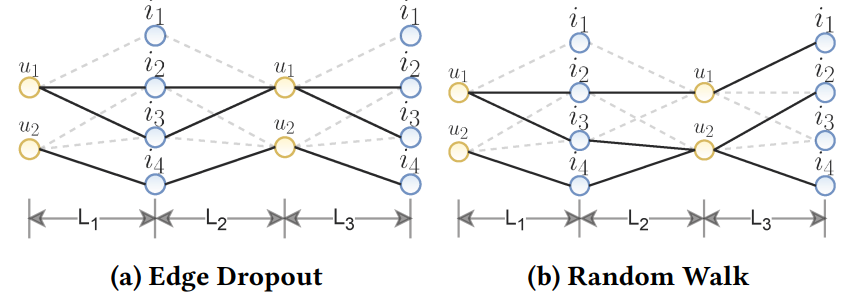 i1 i1 i1
u1 i2 u1 i2 u1 i2 u1 i2
u2 i3 u2 i3 u2 i3 u2 i3
i4 i4 i4 i4
L1 L2 L3 L1 L2 L3
(a) Edge Dropout (b) Random Walk